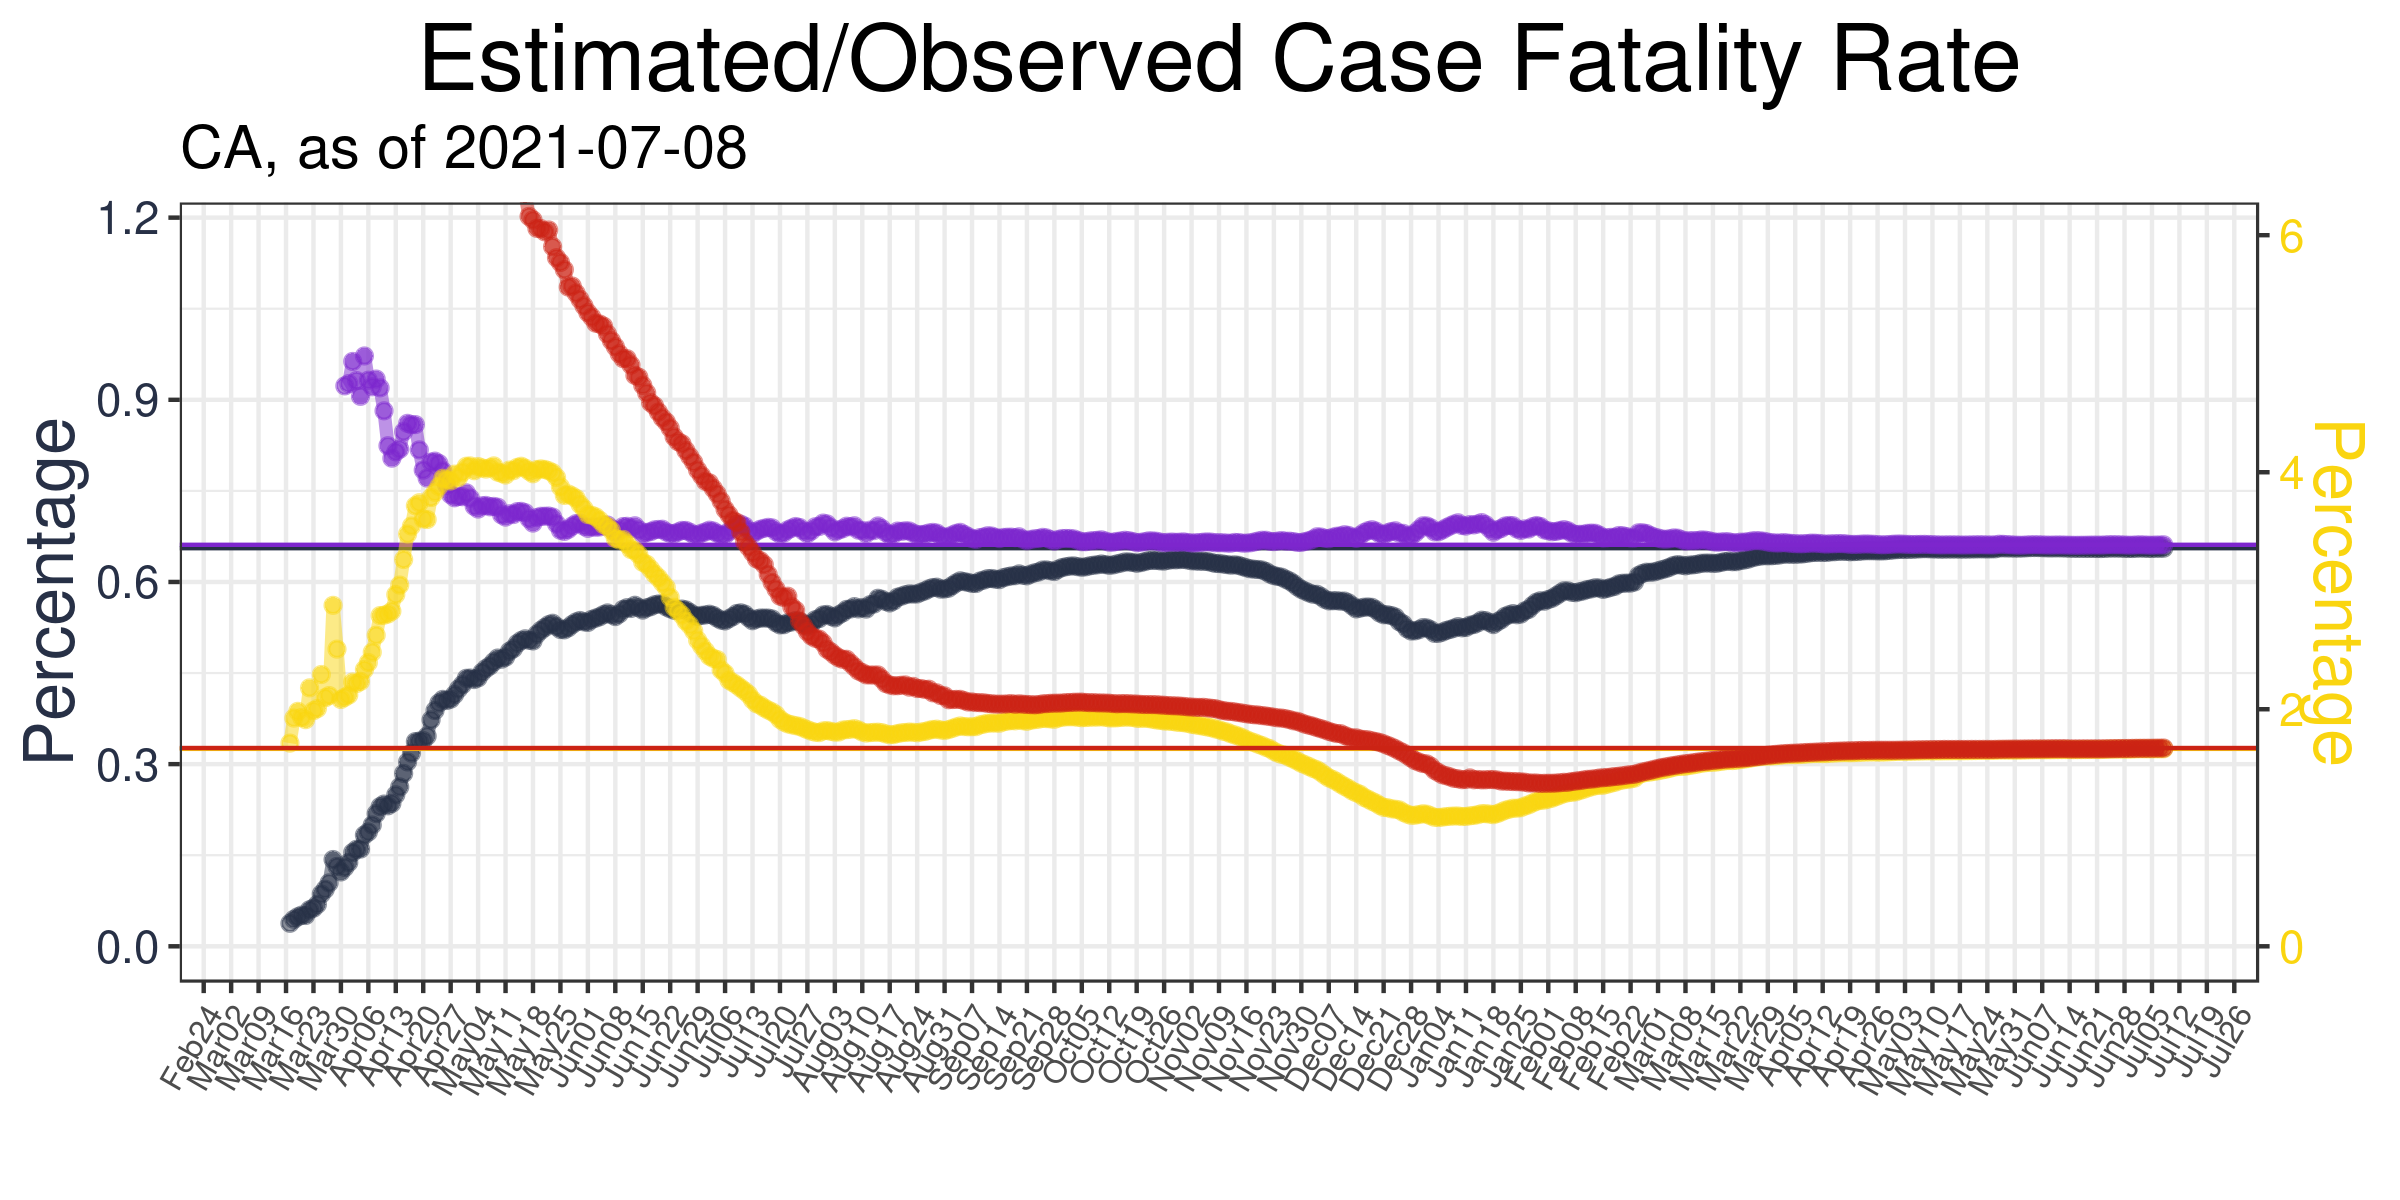 Estimated/Observed Case Fatality Rate
CA, as of 2021-07-08
Percentage
1.2
0.9
0.6
0.3
0.0
6
4
2
0
Percentage
Feb24
Mar02
Mar09
Mar16
Mar23
Mar30
Apr06
Apr13
Apr20
Apr27
May04
May11
May18
May25
Jun01
Jun08
Jun15
Jun22
Jun29
Jul06
Jul13
Jul20
Jul27
Aug03
Aug10
Aug17
Aug24
Aug31
Sep07
Sep14
Sep21
Sep28
Oct05
Oct12
Oct19
Oct26
Nov02
Nov09
Nov16
Nov23
Nov30
Dec07
Dec14
Dec21
Dec28
Jan04
Jan11
Jan18
Jan25
Feb01
Feb08
Feb15
Feb22
Mar01
Mar08
Mar15
Mar22
Mar29
Apr05
Apr12
Apr19
Apr26
May03
May10
May17
May24
May31
Jun07
Jun14
Jun21
Jun28
Jul05
Jul12
Jul19
Jul26